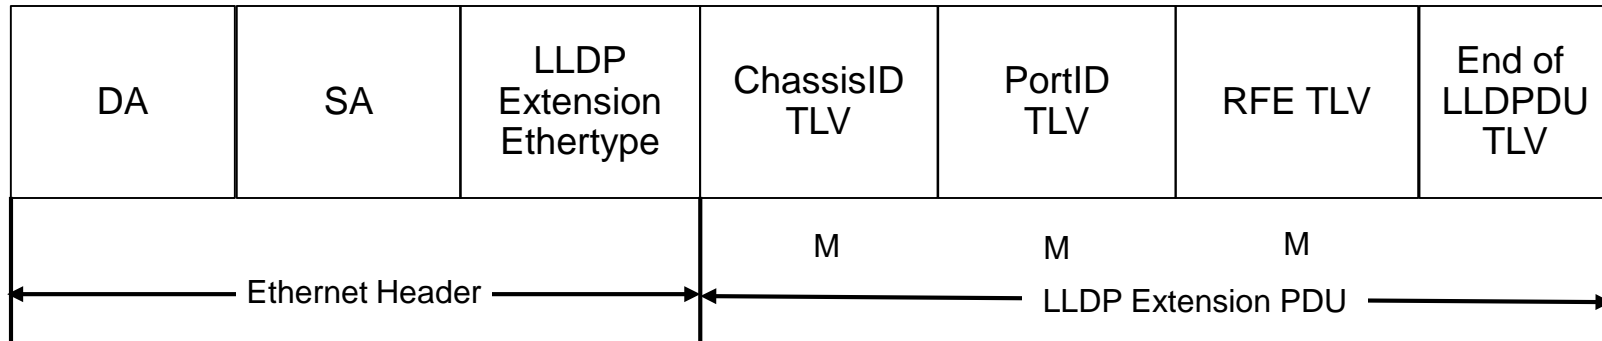 DA
SA
LLDP
Extension
Ethertype
ChassisID
TLV
PortID
TLV
RFE TLV
End of
LLDPDU
TLV
M
M
M
Ethernet Header
LLDP Extension PDU